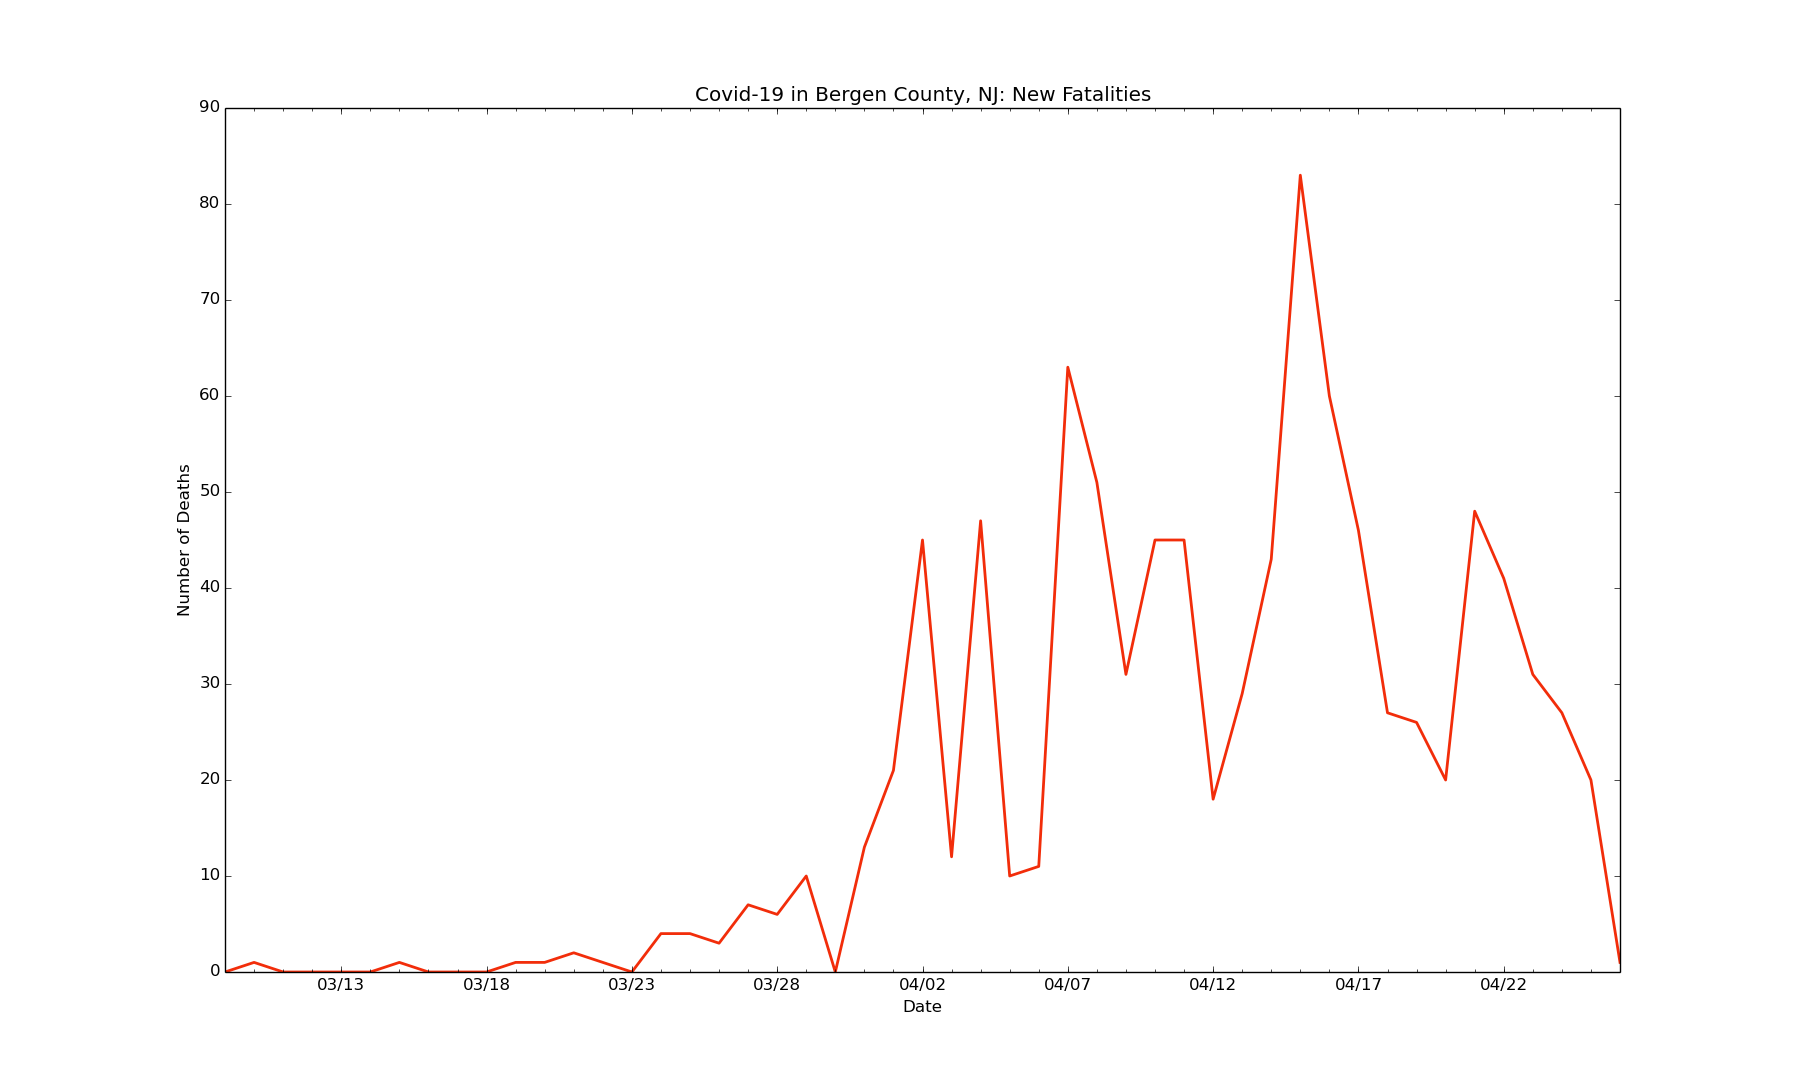 Covid-19 in Bergen County, NJ: New Fatalities
90
80
70
60
50
40
30
20
10
0
Number of Deaths
03/13 03/18 03/23 03/28 04/02 04/07 04/12 04/17 04/22
Date